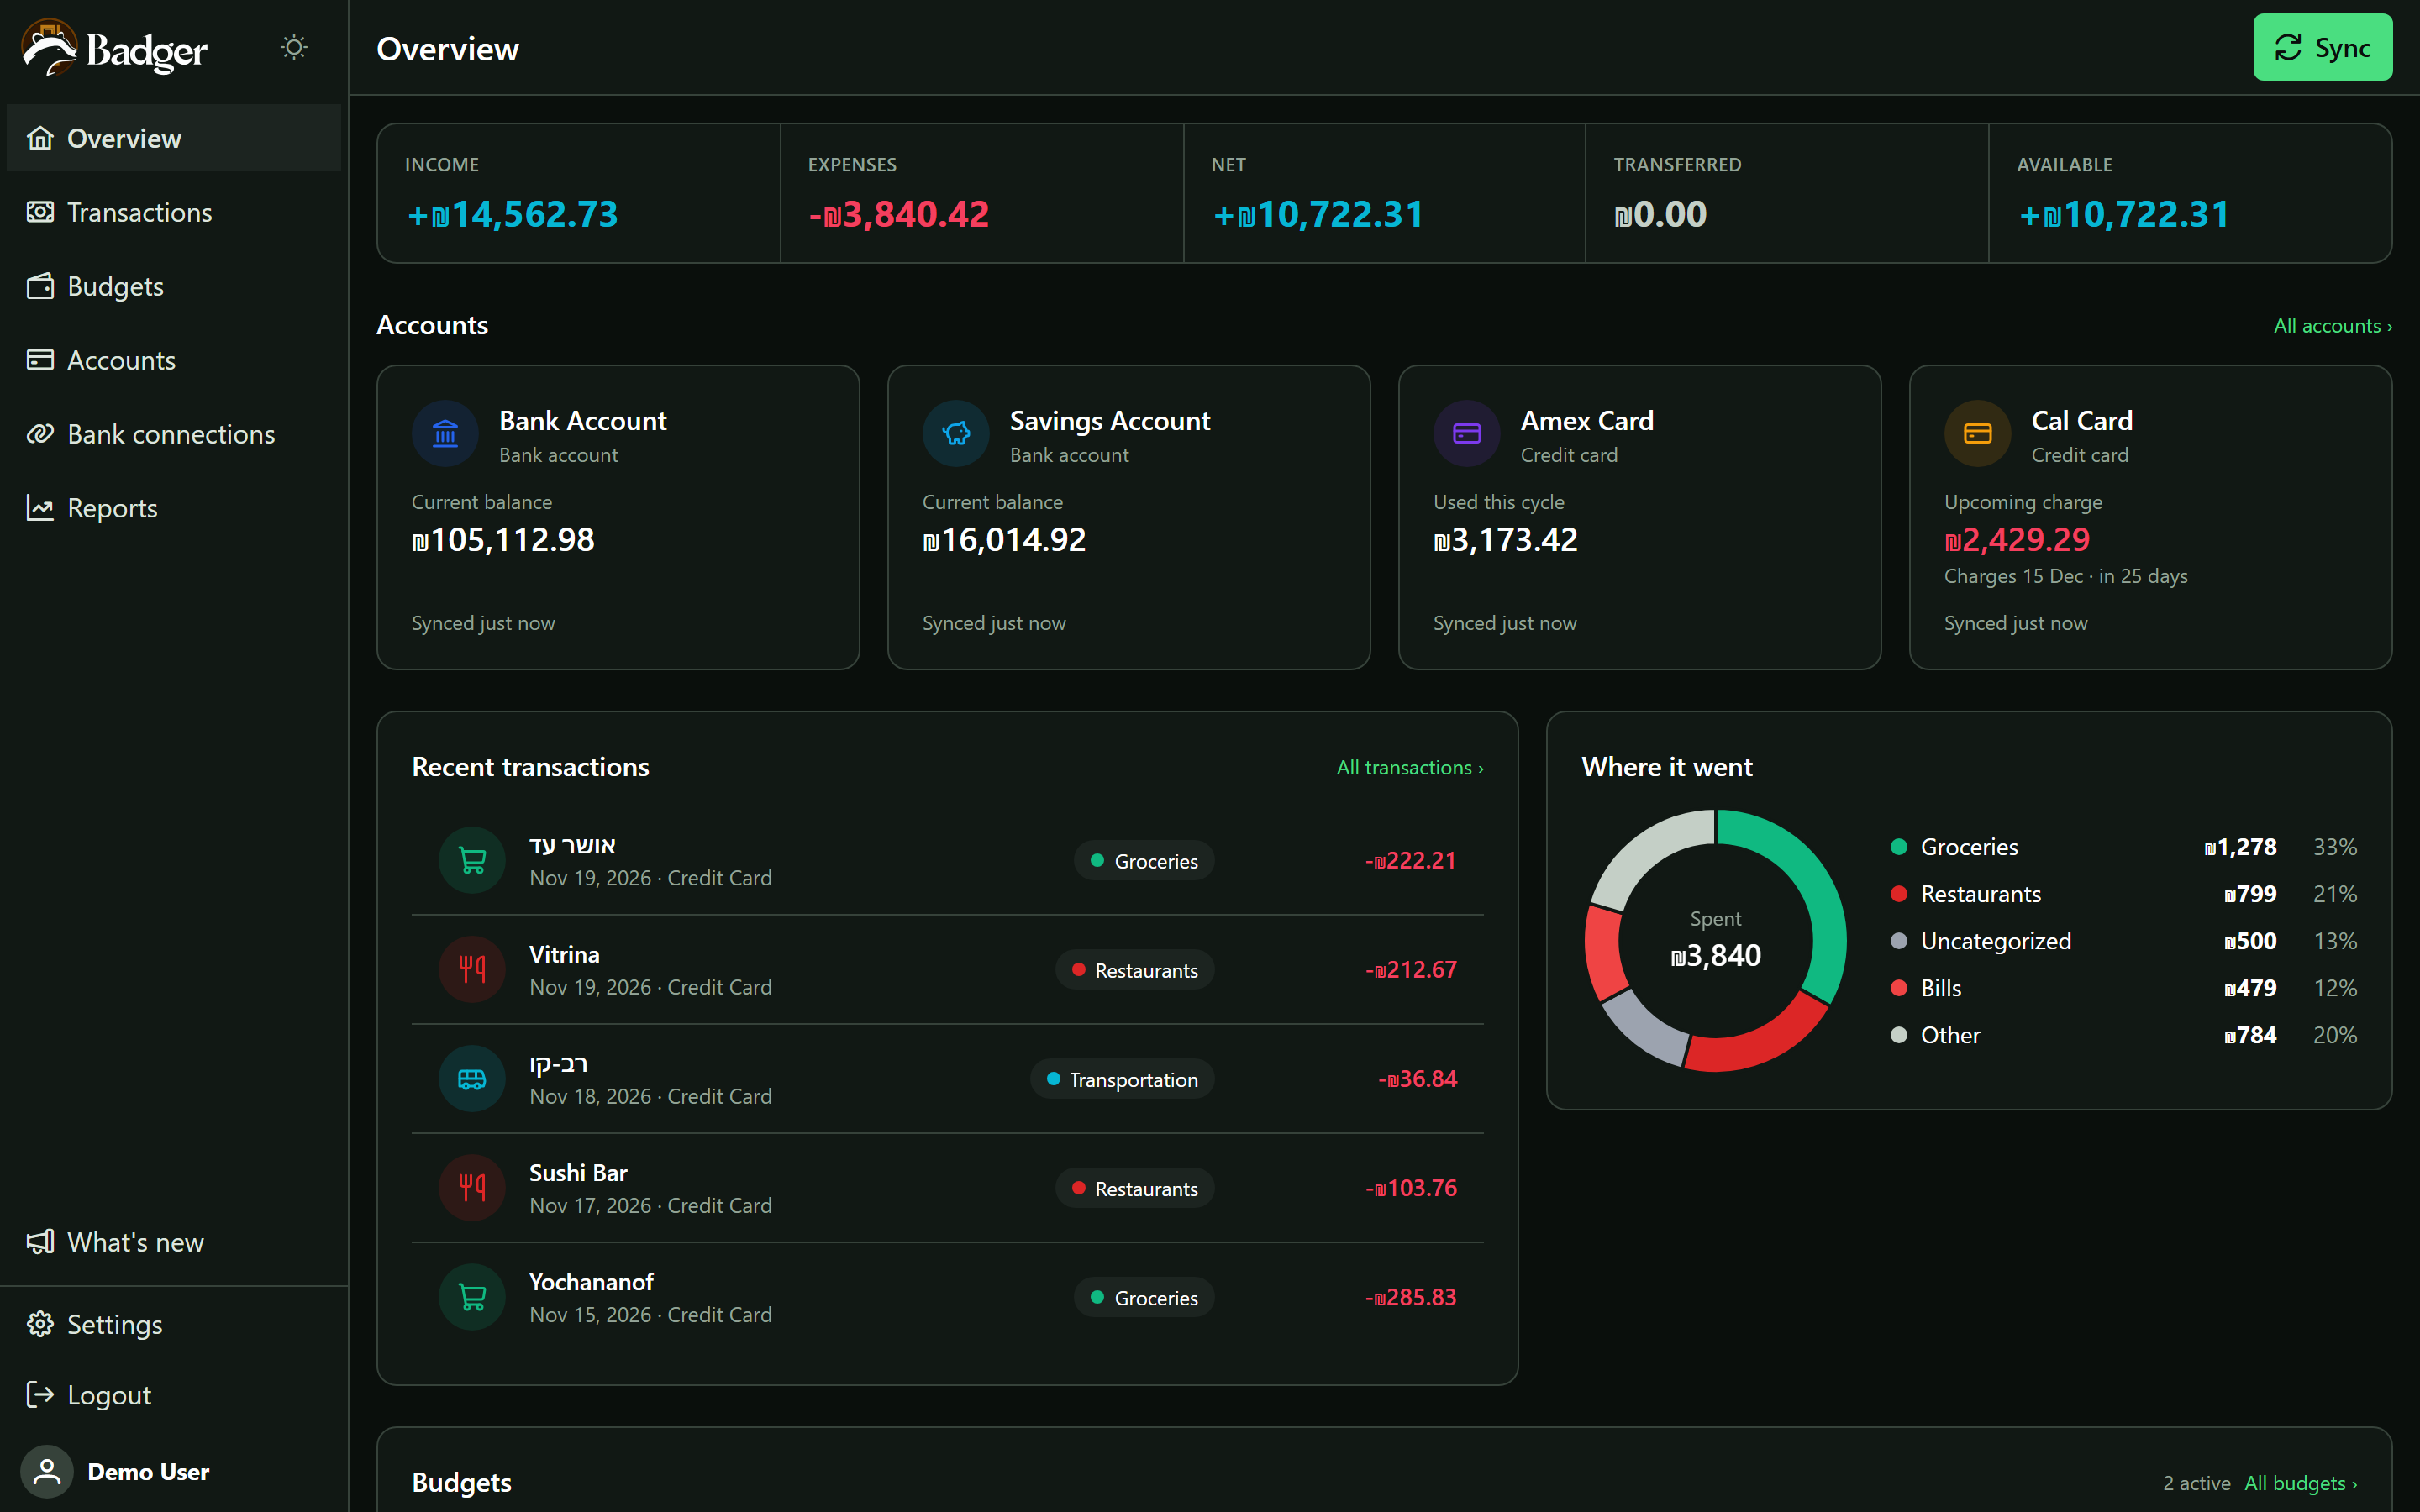 Badger
Overview
Transactions
Budgets
Accounts
Bank connections
Reports
What's new
Settings
Logout
Demo User
Overview
Sync
INCOME
+₪14,562.73
EXPENSES
-₪3,840.42
NET
+₪10,722.31
TRANSFERRED
₪0.00
AVAILABLE
+₪10,722.31
Accounts
All accounts ›
Bank Account
Bank account
Current balance
₪105,112.98
Synced just now
Savings Account
Bank account
Current balance
₪16,014.92
Synced just now
Amex Card
Credit card
Used this cycle
₪3,173.42
Synced just now
Cal Card
Credit card
Upcoming charge
₪2,429.29
Charges 15 Dec · in 25 days
Synced just now
Recent transactions
All transactions ›
אושר עד
Nov 19, 2026 · Credit Card
Groceries
-₪222.21
Vitrina
Nov 19, 2026 · Credit Card
Restaurants
-₪212.67
רב-קו
Nov 18, 2026 · Credit Card
Transportation
-₪36.84
Sushi Bar
Nov 17, 2026 · Credit Card
Restaurants
-₪103.76
Yochananof
Nov 15, 2026 · Credit Card
Groceries
-₪285.83
Where it went
Spent
₪3,840
Groceries ₪1,278 33%
Restaurants ₪799 21%
Uncategorized ₪500 13%
Bills ₪479 12%
Other ₪784 20%
Budgets
2 active All budgets ›